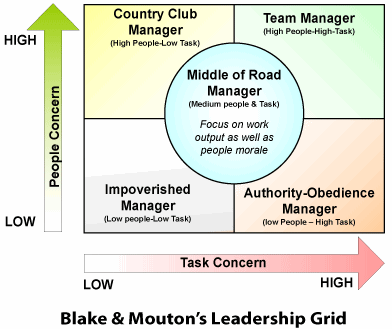 HIGH
People Concern
LOW
Country Club
Manager
(High People-Low Task)
Team Manager
(High People-High-Task)
Middle of Road
Manager
(Medium people & Task)
Focus on work
output as well as
people morale
Impoverished
Manager
(Low people-Low Task)
Authority-Obedience
Manager
(low People – High Task)
Task Concern
LOW
HIGH
Blake & Mouton's Leadership Grid